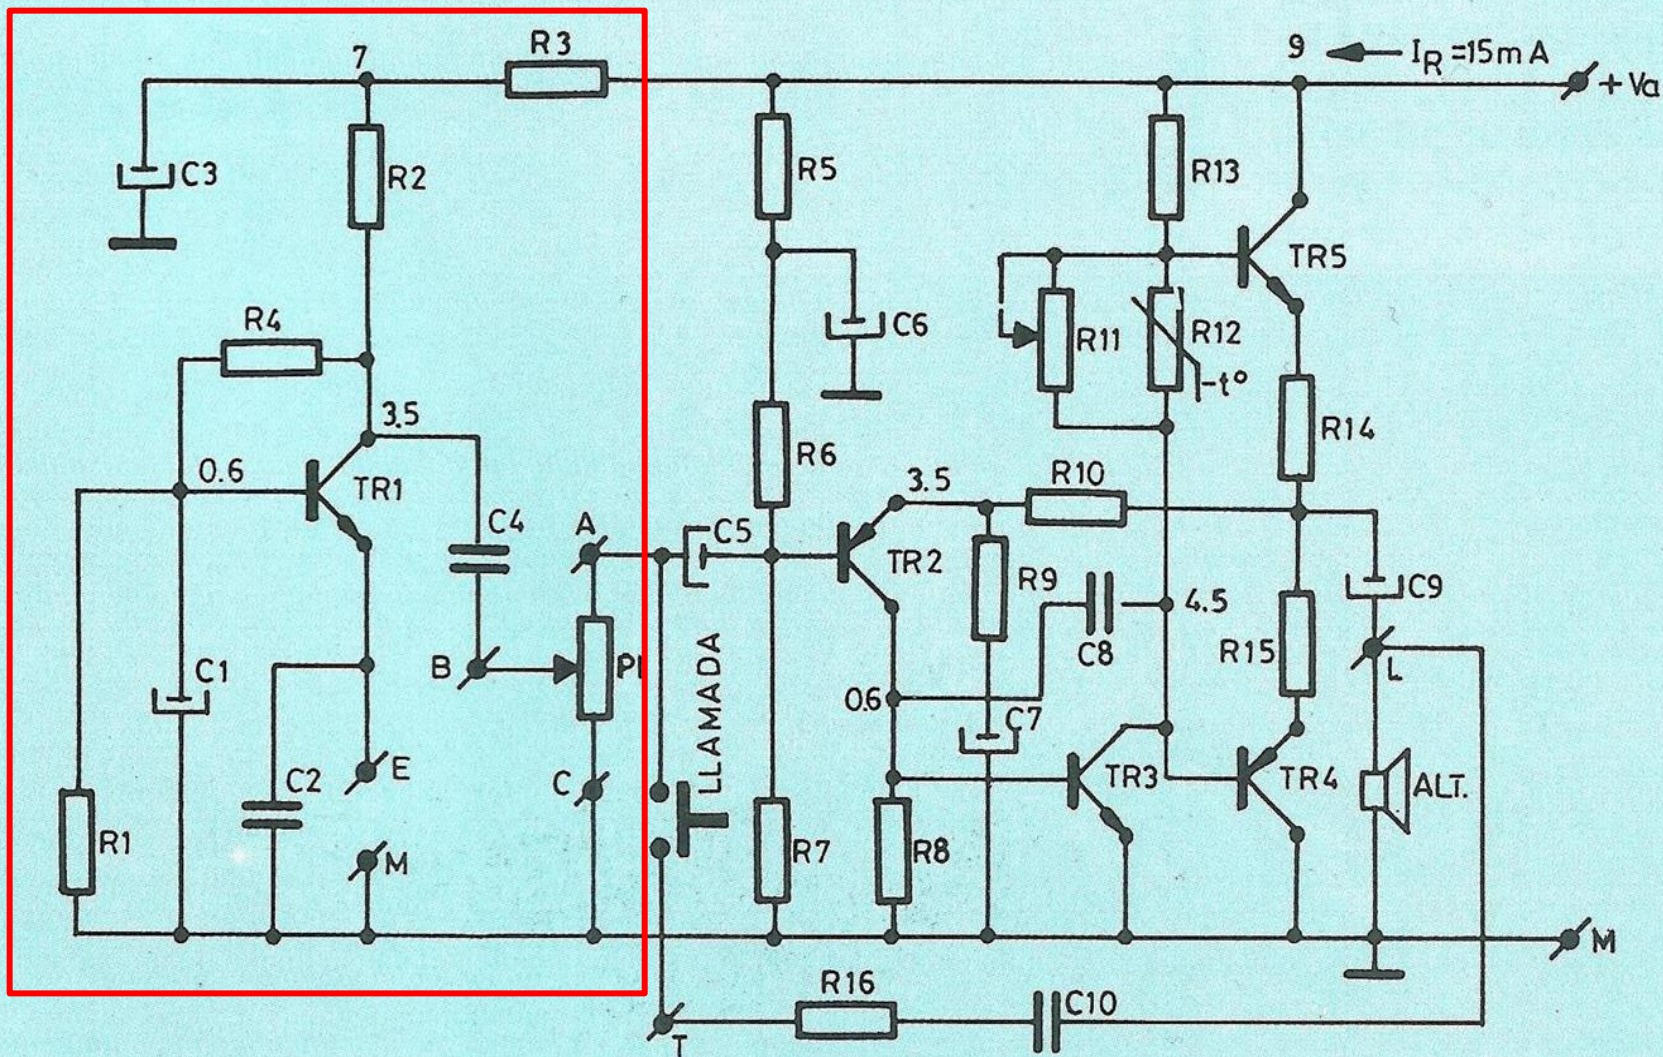 7
R3
9
I_R =15mA
+Va
C3
R2
R5
R13
TR5
R4
C6
R11
R12
-t°
3.5
R14
0.6
TR1
R6
R10
3.5
C4
A
C5
TR2
R9
C9
4.5
C8
R15
L
B
P1
C1
LLAMADA
0.6
C7
E
C
C2
TR3
TR4
ALT.
R1
M
R7
R8
M
R16
C10
T